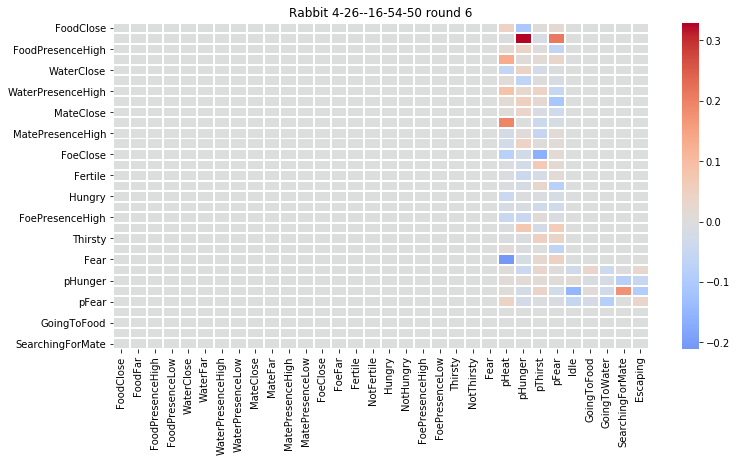 Rabbit 4-26--16-54-50 round 6
FoodClose
FoodPresenceHigh
WaterClose
WaterPresenceHigh
MateClose
MatePresenceHigh
FoeClose
Fertile
Hungry
FoePresenceHigh
Thirsty
Fear
pHunger
pFear
GoingToFood
SearchingForMate
FoodClose
FoodFar
FoodPresenceHigh
FoodPresenceLow
WaterClose
WaterFar
WaterPresenceHigh
WaterPresenceLow
MateClose
MateFar
MatePresenceHigh
MatePresenceLow
FoeClose
FoeFar
Fertile
NotFertile
Hungry
NotHungry
FoePresenceHigh
FoePresenceLow
Thirsty
NotThirsty
Fear
pHeat
pHunger
pThirst
pFear
Idle
GoingToFood
GoingToWater
SearchingForMate
Escaping
0.3
0.2
0.1
0.0
−0.1
−0.2